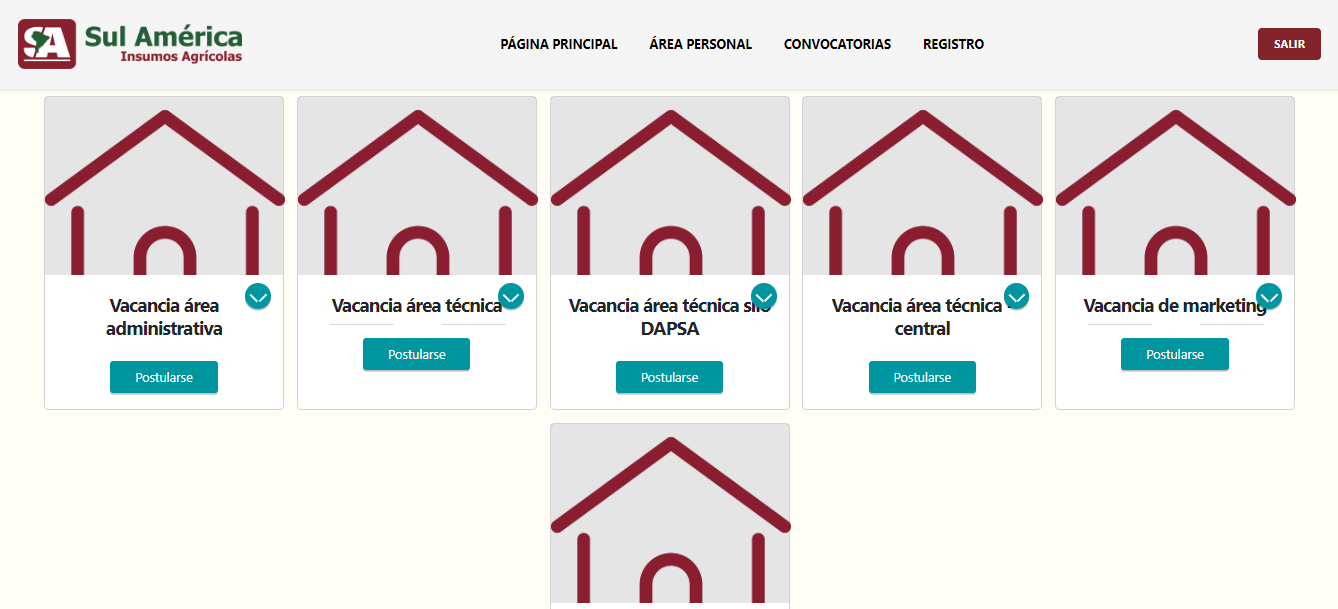 SA Sul América
Insumos Agrícolas
PÁGINA PRINCIPAL ÁREA PERSONAL CONVOCATORIAS REGISTRO SALIR
Vacancia área
administrativa
Postularse
Vacancia área técnica
Postularse
Vacancia área técnica silo
DAPSA
Postularse
Vacancia área técnica
central
Postularse
Vacancia de marketing
Postularse